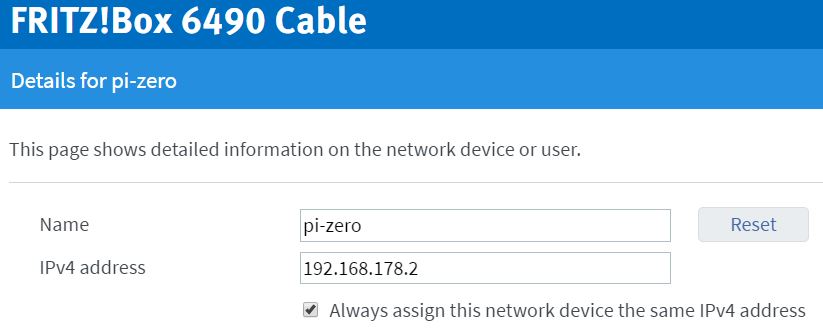 FRITZ!Box 6490 Cable
Details for pi-zero
This page shows detailed information on the network device or user.
Name pi-zero Reset
IPv4 address 192.168.178.2
Always assign this network device the same IPv4 address